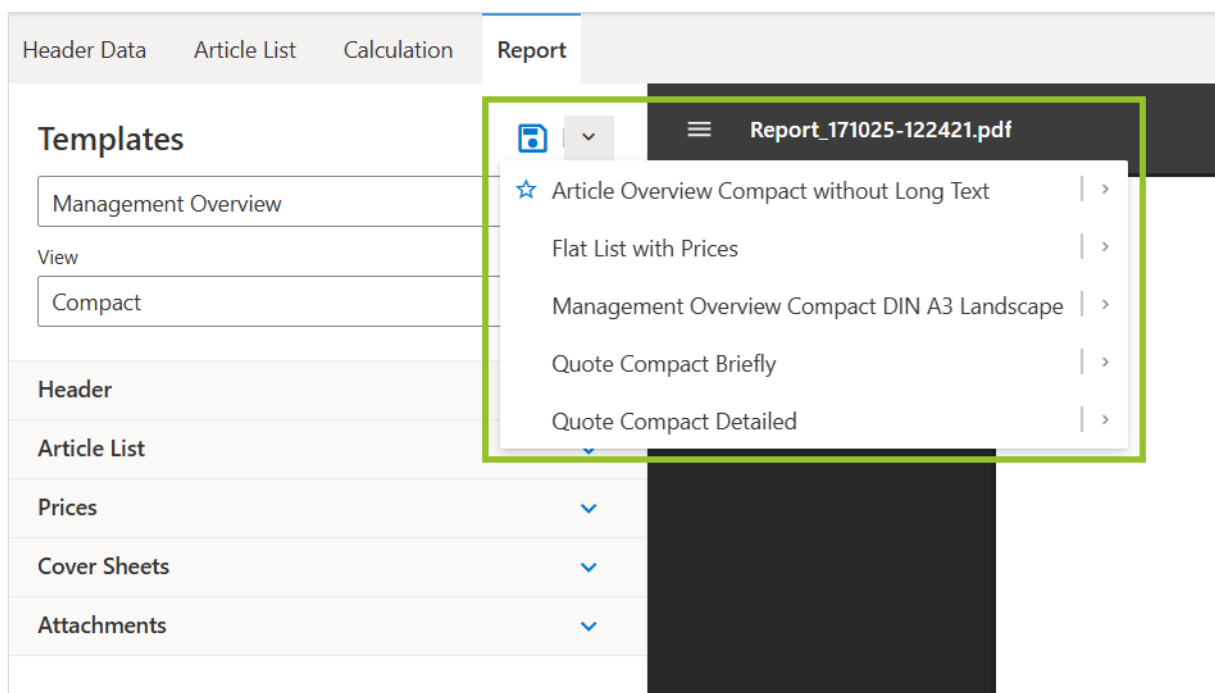 Header Data Article List Calculation Report
Templates
Report_171025-122421.pdf
Management Overview
View
Compact
Article Overview Compact without Long Text
Flat List with Prices
Management Overview Compact DIN A3 Landscape
Quote Compact Briefly
Quote Compact Detailed
Header
Article List
Prices
Cover Sheets
Attachments